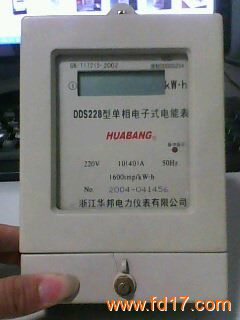 GB/T17215-2002
kW·h
DDS228型单相电子式电能表
HUABANG
220V 10(40)A 50Hz
1600imp/kW·h
No. 2004-041456
浙江华邦电力仪表有限公司
www.fd17.com